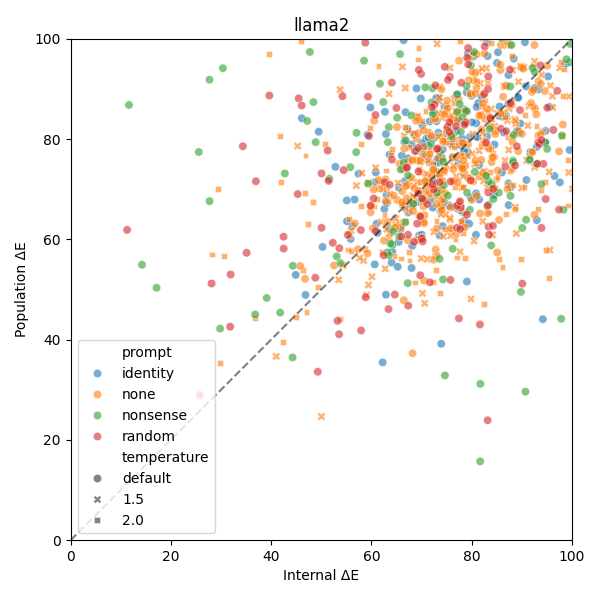 llama2
Population ΔE
100
80
60
40
20
0
prompt
identity
none
nonsense
random
temperature
default
1.5
2.0
0 20 40 60 80 100
Internal ΔE